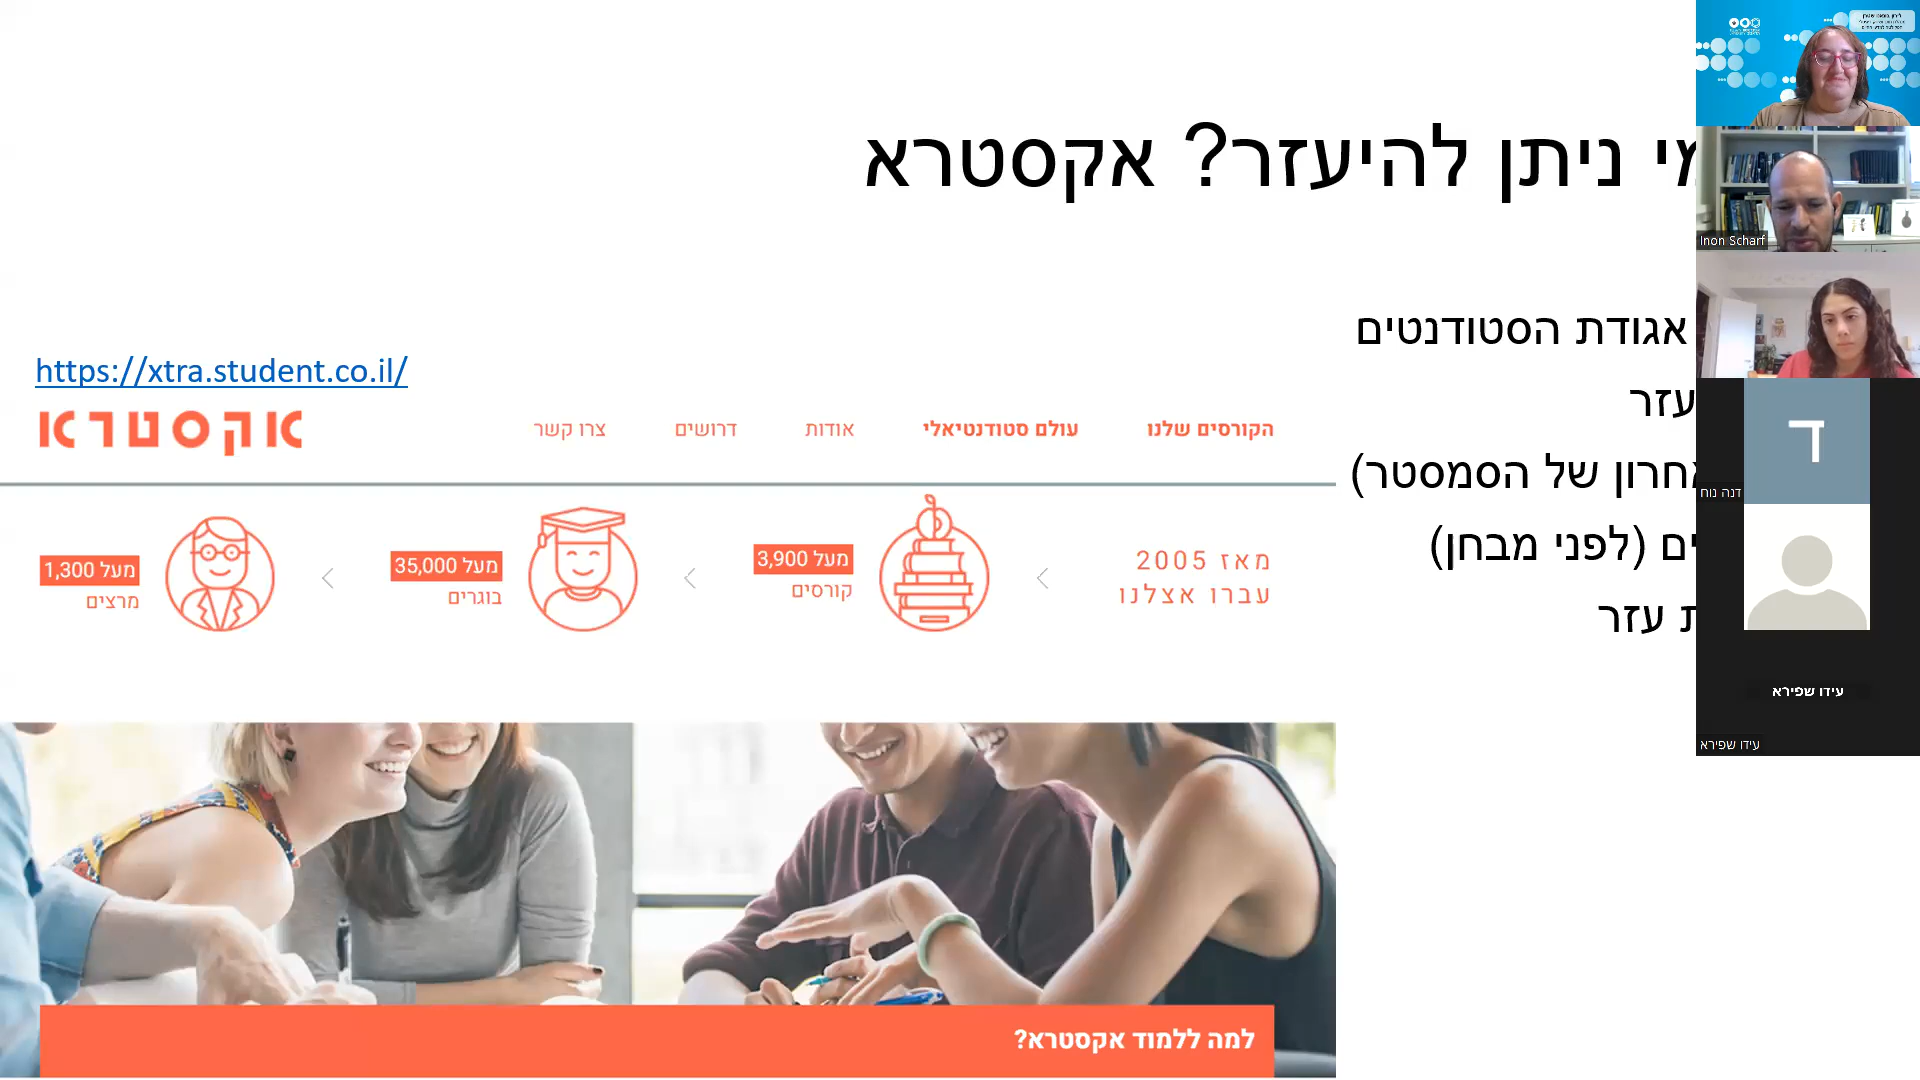 מי ניתן להיעזר? אקסטרא
אגודת הסטודנטים
עזר
אחרון של הסמסטר)
ים (לפני מבחן)
ת עזר
https://xtra.student.co.il/
אקסטרא
הקורסים שלנו
עולם סטודנטיאלי
אודות
דרושים
צרו קשר
מאז 2005
עברו אצלנו
מעל 3,900
קורסים
מעל 35,000
בוגרים
מעל 1,300
מרצים
למה ללמוד אקסטרא?
Inon Scharf
ד
דנה נוח
עידו שפירא
עידו שפירא